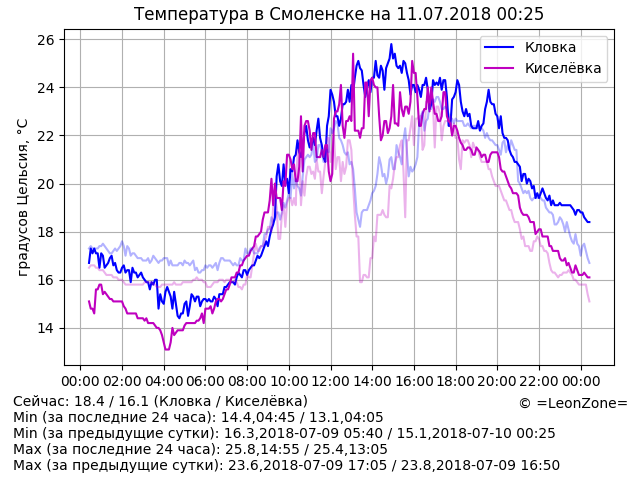 Температура в Смоленске на 11.07.2018 00:25
Кловка
Киселёвка
градусов Цельсия, °C
26
24
22
20
18
16
14
00:00 02:00 04:00 06:00 08:00 10:00 12:00 14:00 16:00 18:00 20:00 22:00 00:00
Сейчас: 18.4 / 16.1 (Кловка / Киселёвка)
© =LeonZone=
Min (за последние 24 часа): 14.4,04:45 / 13.1,04:05
Min (за предыдущие сутки): 16.3,2018-07-09 05:40 / 15.1,2018-07-10 00:25
Max (за последние 24 часа): 25.8,14:55 / 25.4,13:05
Max (за предыдущие сутки): 23.6,2018-07-09 17:05 / 23.8,2018-07-09 16:50